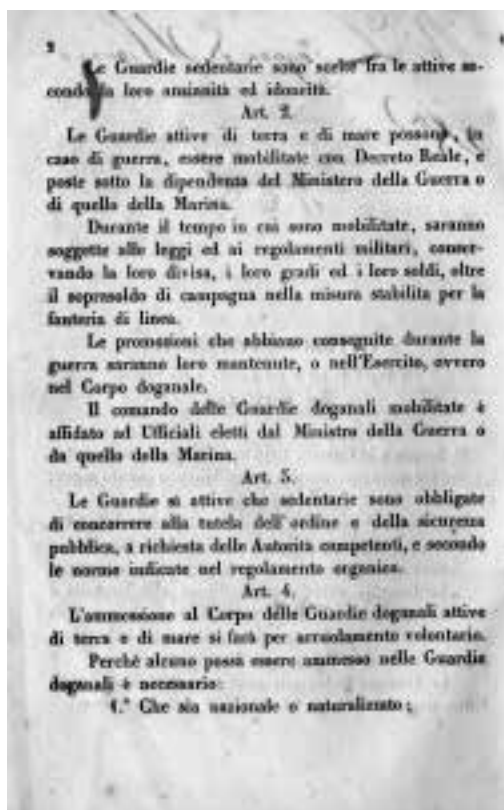 2
Le Guardie sedentarie sono scelte fra le attive se-
condo la loro anzianità ed idoneità.
Art. 2.
Le Guardie attive di terra e di mare possono, in
caso di guerra, essere mobilitate con Decreto Reale, e
poste sotto la dipendenza del Ministero della Guerra o
di quello della Marina.
Durante il tempo in cui sono mobilitate, saranno
soggette alle leggi ed ai regolamenti militari, conser-
vando la loro divisa, i loro gradi ed i loro soldi, oltre
il soprasoldo di campagna nella misura stabilita per la
fanteria di linea.
Le promozioni che abbiano conseguite durante la
guerra saranno loro mantenute, o nell'Esercito, ovvero
nel Corpo doganale.
Il comando delle Guardie doganali mobilitate è
affidato ad Ufficiali eletti dal Ministro della Guerra o
da quello della Marina.
Art. 3.
Le Guardie sì attive che sedentarie sono obbligate
di concorrere alla tutela dell'ordine e della sicurezza
pubblica, a richiesta delle Autorità competenti, e secondo
le norme indicate nel regolamento organico.
Art. 4.
L'ammessione al Corpo delle Guardie doganali attive
di terra e di mare si farà per arruolamento volontario.
Perchè alcuno possa essere ammesso nelle Guardie
doganali è necessario:
1.° Che sia nazionale o naturalizzato;